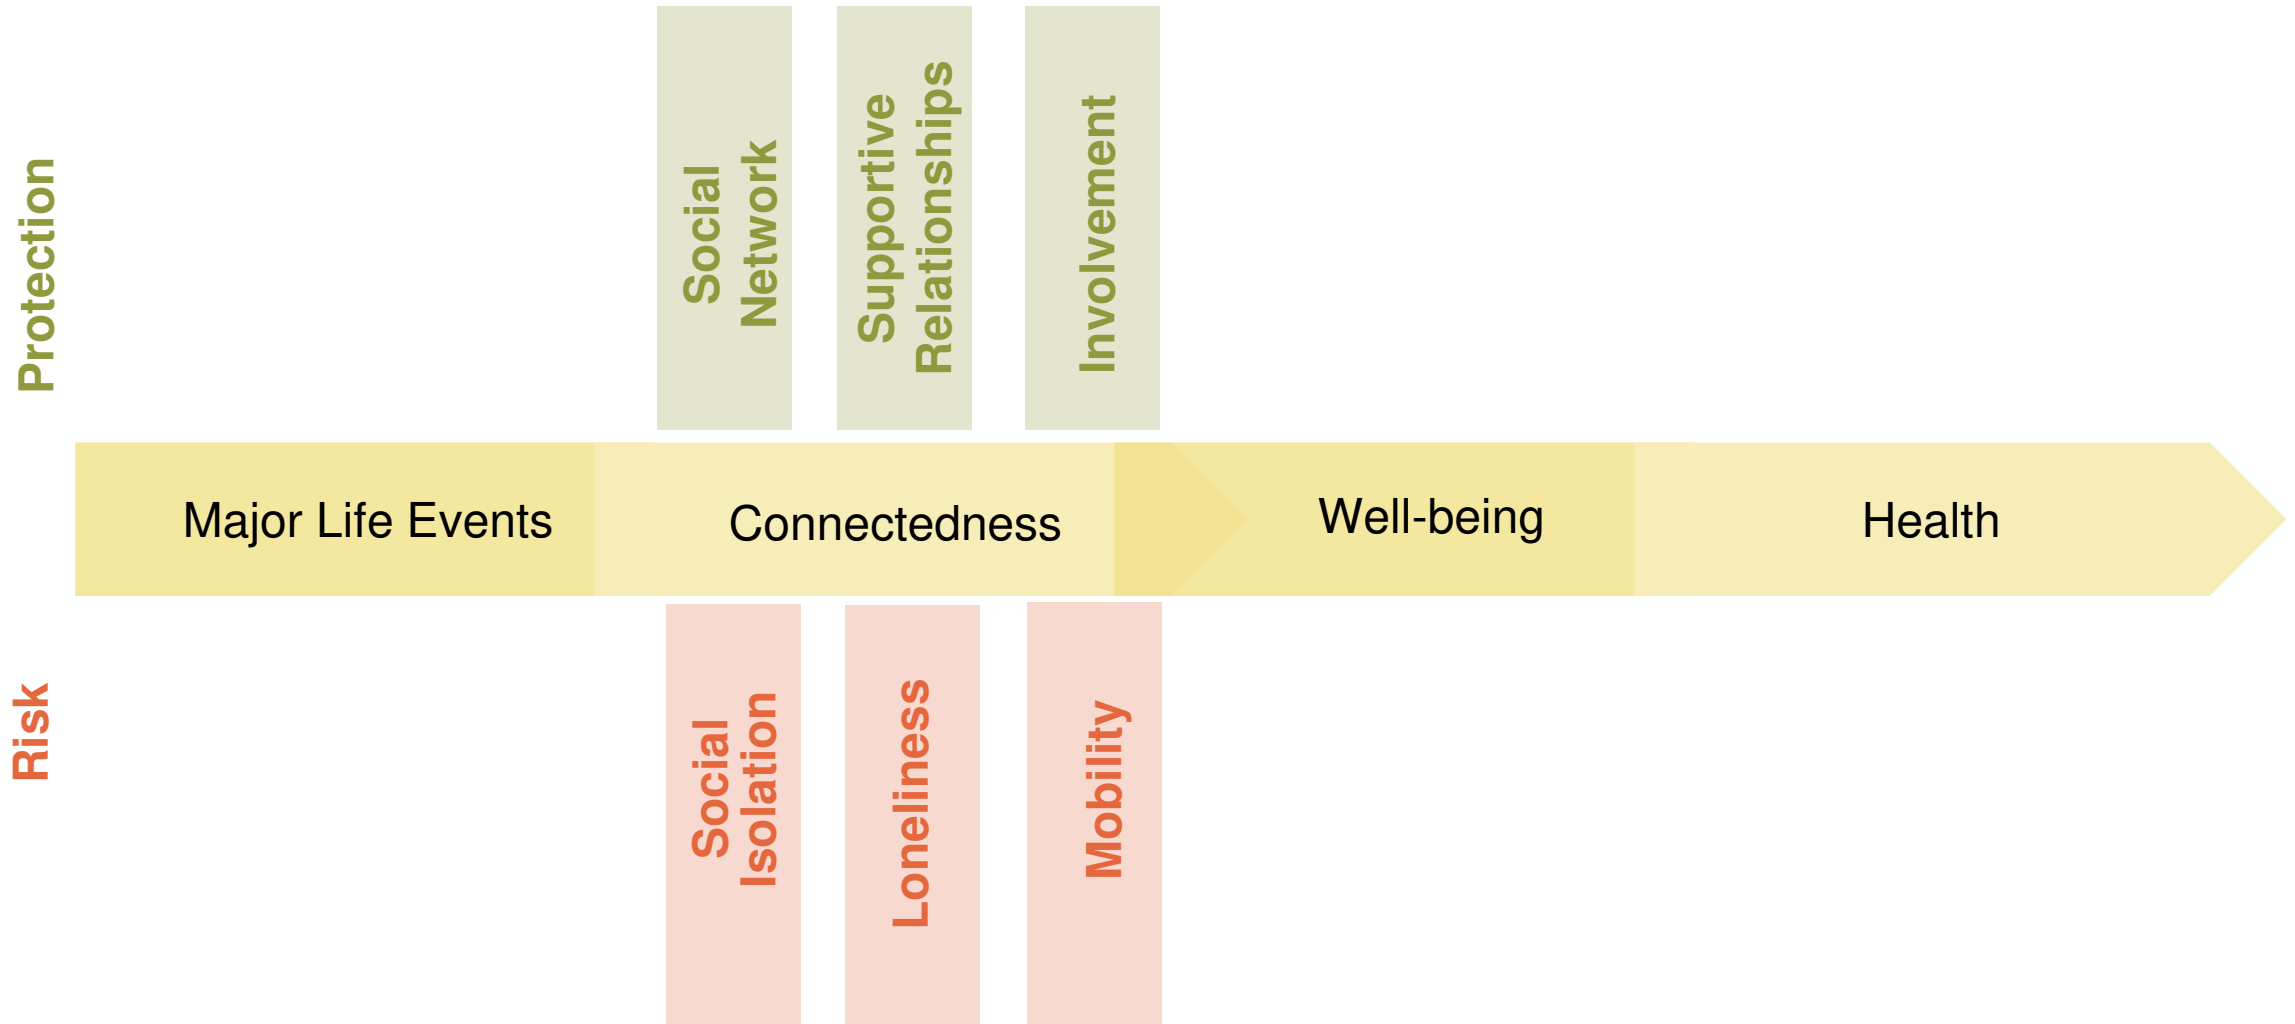 Protection
Social
Network
Supportive
Relationships
Involvement
Major Life Events
Connectedness
Well-being
Health
Risk
Social
Isolation
Loneliness
Mobility